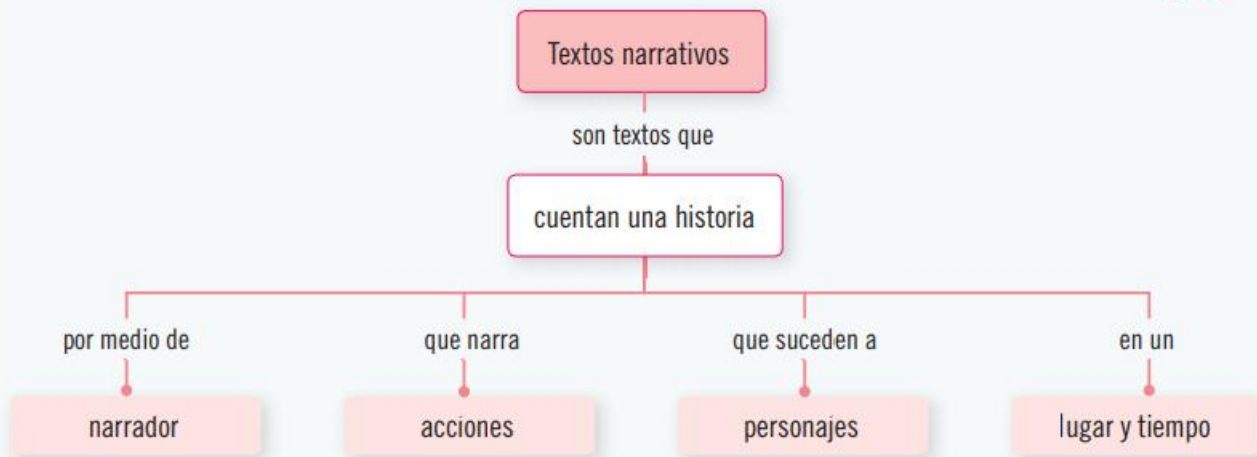 Textos narrativos
son textos que
cuentan una historia
por medio de
que narra
que suceden a
en un
narrador
acciones
personajes
lugar y tiempo